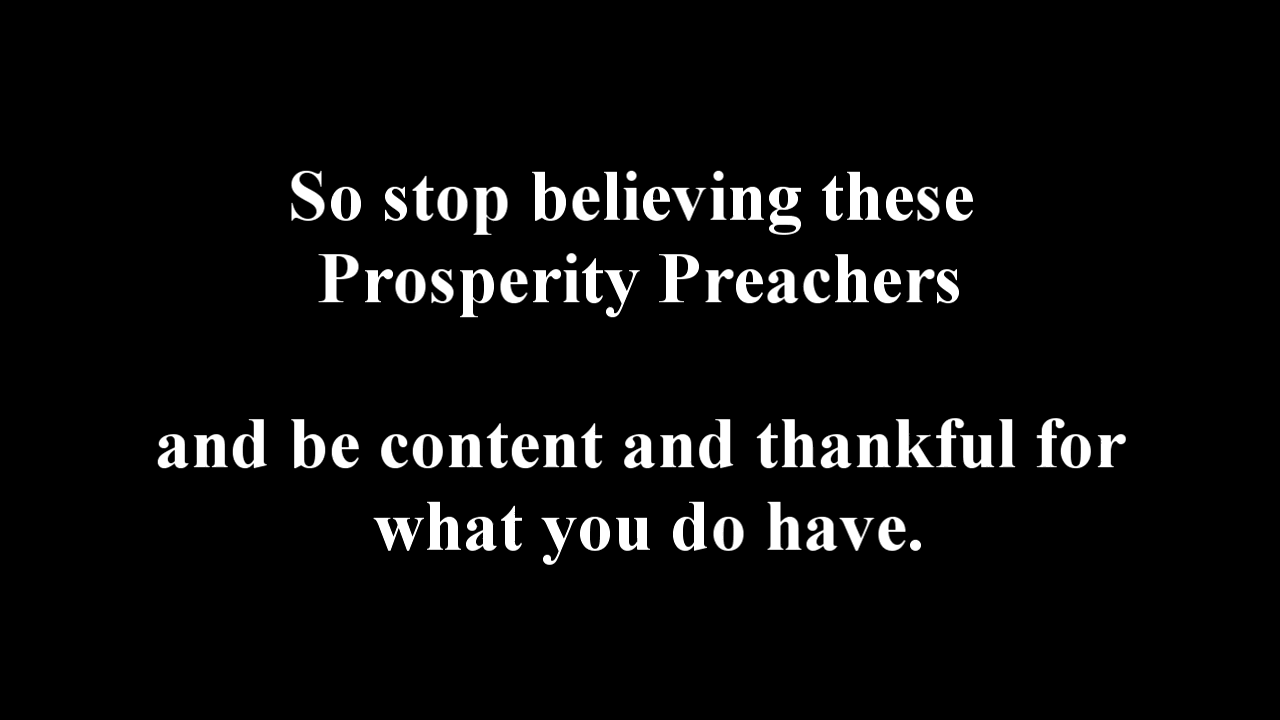 So stop believing these
Prosperity Preachers
and be content and thankful for
what you do have.